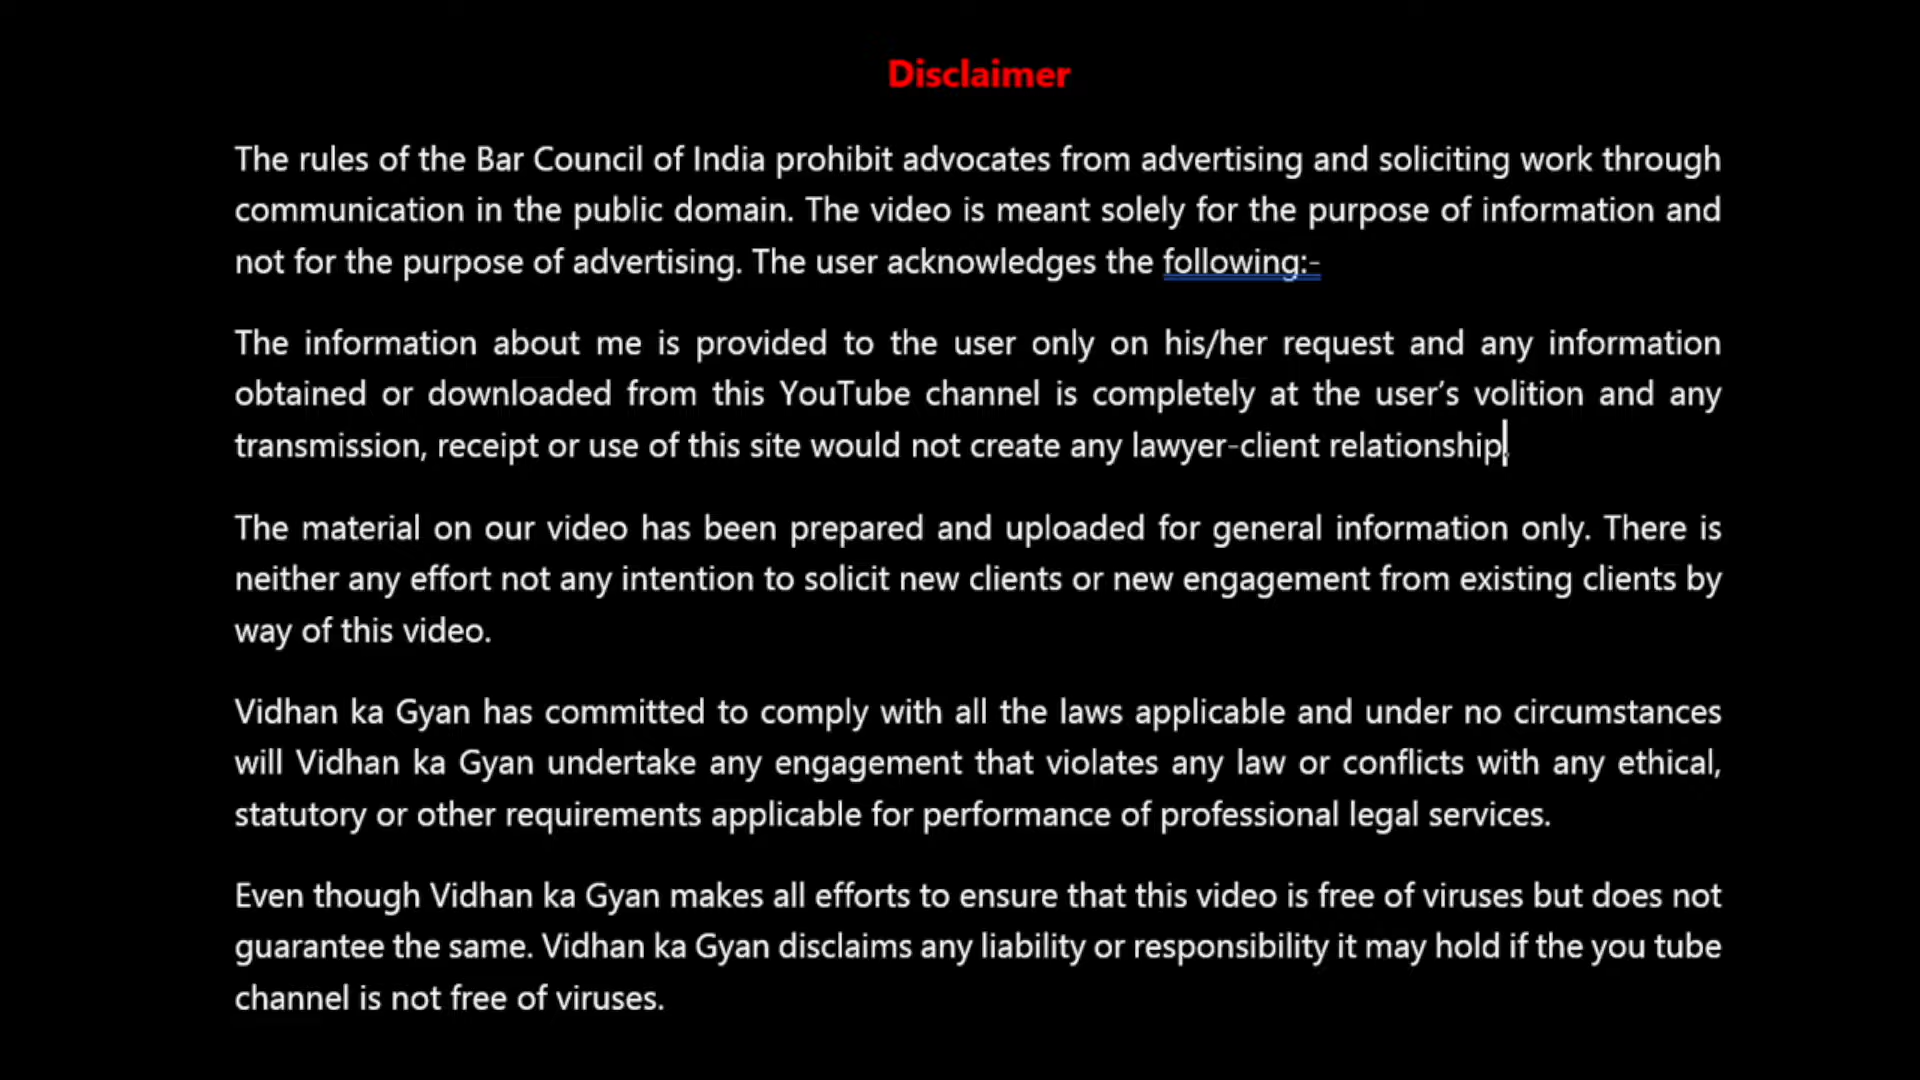 Disclaimer
The rules of the Bar Council of India prohibit advocates from advertising and soliciting work through
communication in the public domain. The video is meant solely for the purpose of information and
not for the purpose of advertising. The user acknowledges the following:-
The information about me is provided to the user only on his/her request and any information
obtained or downloaded from this YouTube channel is completely at the user’s volition and any
transmission, receipt or use of this site would not create any lawyer-client relationship.
The material on our video has been prepared and uploaded for general information only. There is
neither any effort not any intention to solicit new clients or new engagement from existing clients by
way of this video.
Vidhan ka Gyan has committed to comply with all the laws applicable and under no circumstances
will Vidhan ka Gyan undertake any engagement that violates any law or conflicts with any ethical,
statutory or other requirements applicable for performance of professional legal services.
Even though Vidhan ka Gyan makes all efforts to ensure that this video is free of viruses but does not
guarantee the same. Vidhan ka Gyan disclaims any liability or responsibility it may hold if the you tube
channel is not free of viruses.